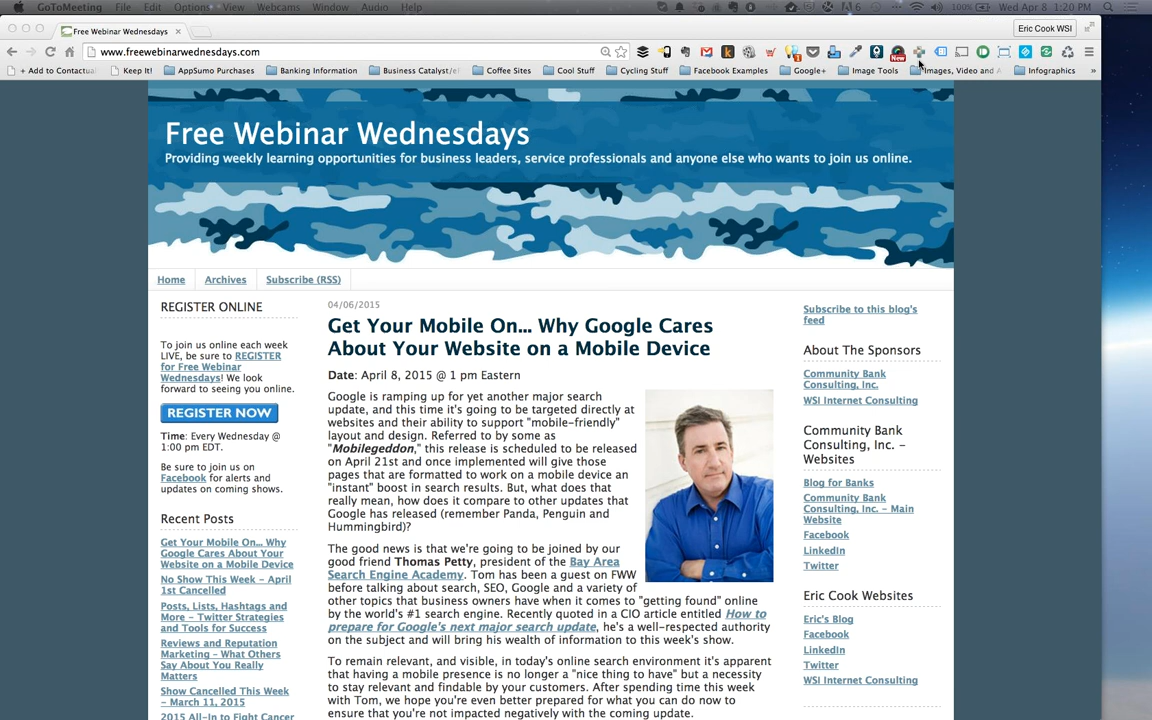 GoToMeeting File Edit Options View Webcams Window Audio Help
6 100% Wed Apr 8 1:20 PM
Free Webinar Wednesdays
Eric Cook WSI
www.freewebinarwednesdays.com
New
+ Add to Contactual Keep It! AppSumo Purchases Banking Information Business Catalyst/e Coffee Sites Cool Stuff Cycling Stuff Facebook Examples Google+ Image Tools Images, Video and A Infographics »
Free Webinar Wednesdays
Providing weekly learning opportunities for business leaders, service professionals and anyone else who wants to join us online.
Home Archives Subscribe (RSS)
REGISTER ONLINE
To join us online each week
LIVE, be sure to REGISTER
for Free Webinar
Wednesdays! We look
forward to seeing you online.
REGISTER NOW
Time: Every Wednesday @
1:00 pm EDT.
Be sure to join us on
Facebook for alerts and
updates on coming shows.
Recent Posts
Get Your Mobile On... Why
Google Cares About Your
Website on a Mobile Device
No Show This Week - April
1st Cancelled
Posts, Lists, Hashtags and
More - Twitter Strategies
and Tools for Success
Reviews and Reputation
Marketing - What Others
Say About You Really
Matters
Show Cancelled This Week
- March 11, 2015
2015 All-In to Fight Cancer
04/06/2015
Get Your Mobile On... Why Google Cares
About Your Website on a Mobile Device
Date: April 8, 2015 @ 1 pm Eastern
Google is ramping up for yet another major search
update, and this time it's going to be targeted directly at
websites and their ability to support "mobile-friendly"
layout and design. Referred to by some as
"Mobilegeddon," this release is scheduled to be released
on April 21st and once implemented will give those
pages that are formatted to work on a mobile device an
"instant" boost in search results. But, what does that
really mean, how does it compare to other updates that
Google has released (remember Panda, Penguin and
Hummingbird)?
The good news is that we're going to be joined by our
good friend Thomas Petty, president of the Bay Area
Search Engine Academy. Tom has been a guest on FWW
before talking about search, SEO, Google and a variety of
other topics that business owners have when it comes to "getting found" online
by the world's #1 search engine. Recently quoted in a CIO article entitled How to
prepare for Google's next major search update, he's a well-respected authority
on the subject and will bring his wealth of information to this week's show.
To remain relevant, and visible, in today's online search environment it's apparent
that having a mobile presence is no longer a "nice thing to have" but a necessity
to stay relevant and findable by your customers. After spending time this week
with Tom, we hope you're even better prepared for what you can do now to
ensure that you're not impacted negatively with the coming update.
Subscribe to this blog's
feed
About The Sponsors
Community Bank
Consulting, Inc.
WSI Internet Consulting
Community Bank
Consulting, Inc. -
Websites
Blog for Banks
Community Bank
Consulting, Inc. - Main
Website
Facebook
LinkedIn
Twitter
Eric Cook Websites
Eric's Blog
Facebook
LinkedIn
Twitter
WSI Internet Consulting